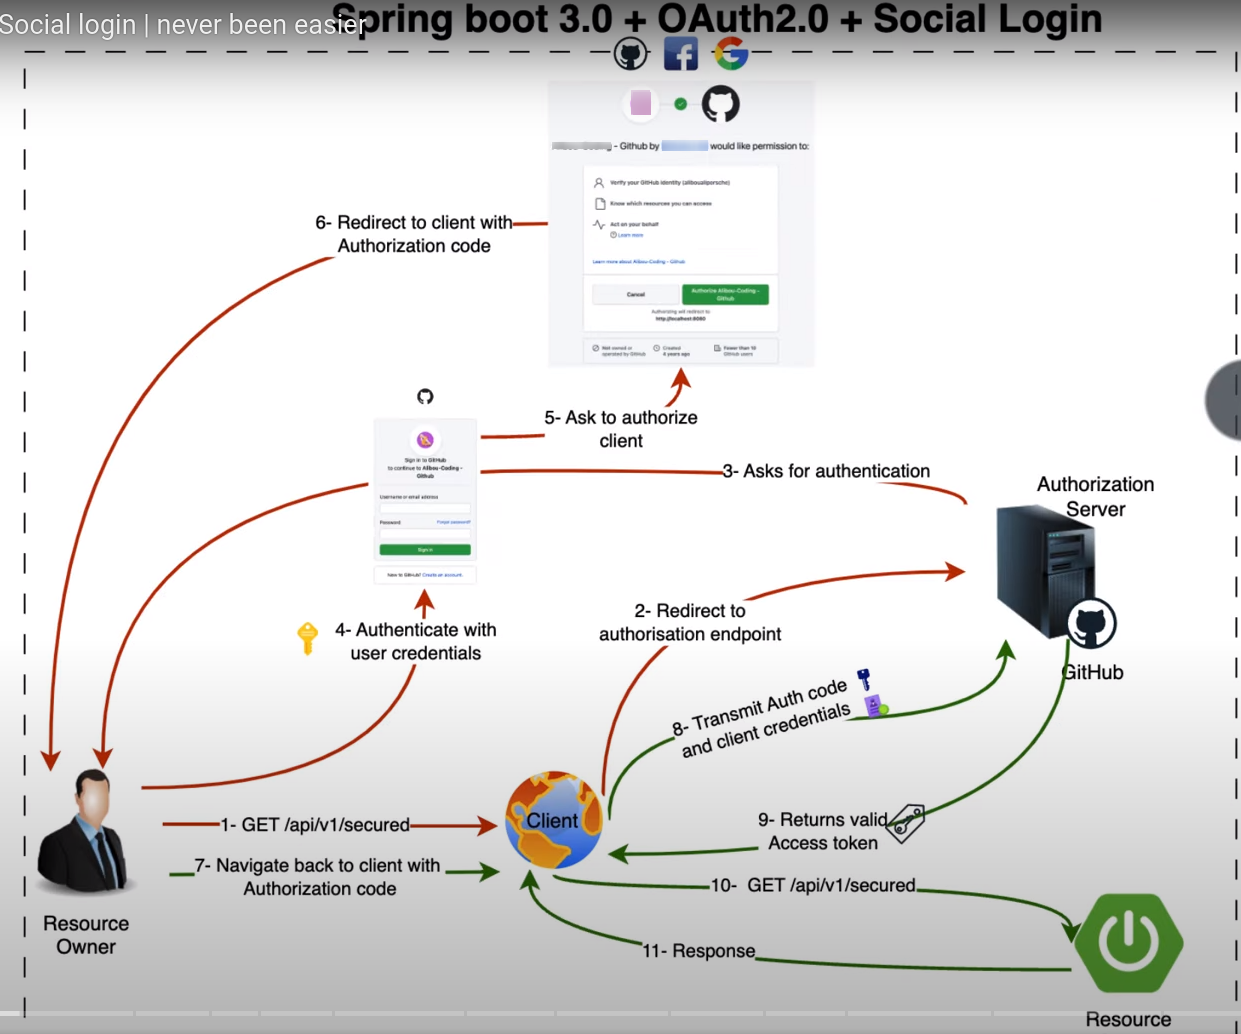 Social login | never been easier
Spring boot 3.0 + OAuth2.0 + Social Login
- Github by
would like permission to:
Verify your GitHub identity (aliboualiporsche)
Know which resources you can access
Act on your behalf
Learn more
Learn more about Alibou-Coding - Github
Cancel
Authorize Alibou-Coding -
Github
Authorizing will redirect to
http://localhost:8080
Not owned or
operated by GitHub
Created
4 years ago
Fewer than 10
GitHub users
6- Redirect to client with
Authorization code
5- Ask to authorize
client
3- Asks for authentication
Sign in to GitHub
to continue to Alibou-Coding -
Github
Username or email address
Password
Forgot password?
Sign in
New to GitHub? Create an account.
Authorization
Server
GitHub
2- Redirect to
authorisation endpoint
4- Authenticate with
user credentials
8- Transmit Auth code
and client credentials
Client
1- GET /api/v1/secured
9- Returns valid
Access token
7- Navigate back to client with
Authorization code
10- GET /api/v1/secured
Resource
Owner
11- Response
Resource